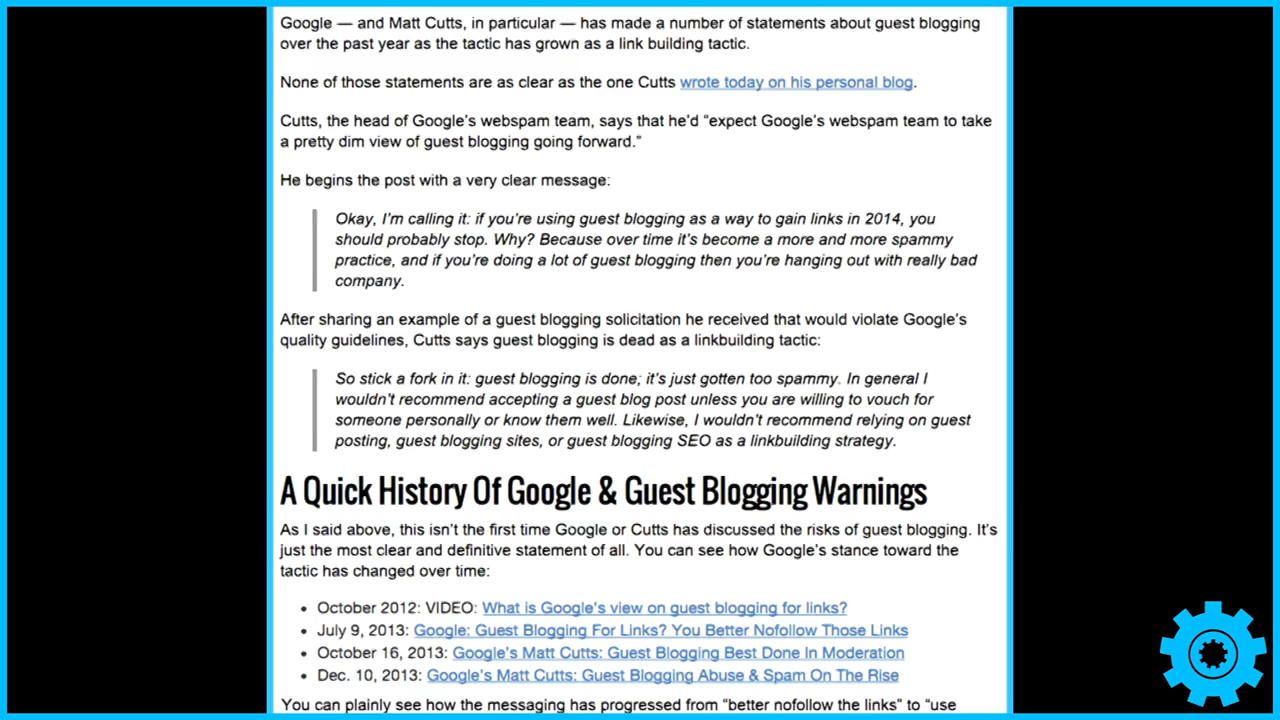 Google — and Matt Cutts, in particular — has made a number of statements about guest blogging
over the past year as the tactic has grown as a link building tactic.
None of those statements are as clear as the one Cutts wrote today on his personal blog.
Cutts, the head of Google's webspam team, says that he'd “expect Google's webspam team to take
a pretty dim view of guest blogging going forward.”
He begins the post with a very clear message:
Okay, I'm calling it: if you're using guest blogging as a way to gain links in 2014, you
should probably stop. Why? Because over time it's become a more and more spammy
practice, and if you're doing a lot of guest blogging then you're hanging out with really bad
company.
After sharing an example of a guest blogging solicitation he received that would violate Google's
quality guidelines, Cutts says guest blogging is dead as a linkbuilding tactic:
So stick a fork in it: guest blogging is done; it's just gotten too spammy. In general I
wouldn't recommend accepting a guest blog post unless you are willing to vouch for
someone personally or know them well. Likewise, I wouldn't recommend relying on guest
posting, guest blogging sites, or guest blogging SEO as a linkbuilding strategy.
A Quick History Of Google & Guest Blogging Warnings
As I said above, this isn't the first time Google or Cutts has discussed the risks of guest blogging. It's
just the most clear and definitive statement of all. You can see how Google's stance toward the
tactic has changed over time:
• October 2012: VIDEO: What is Google's view on guest blogging for links?
• July 9, 2013: Google: Guest Blogging For Links? You Better Nofollow Those Links
• October 16, 2013: Google's Matt Cutts: Guest Blogging Best Done In Moderation
• Dec. 10, 2013: Google's Matt Cutts: Guest Blogging Abuse & Spam On The Rise
You can plainly see how the messaging has progressed from “better nofollow the links” to “use